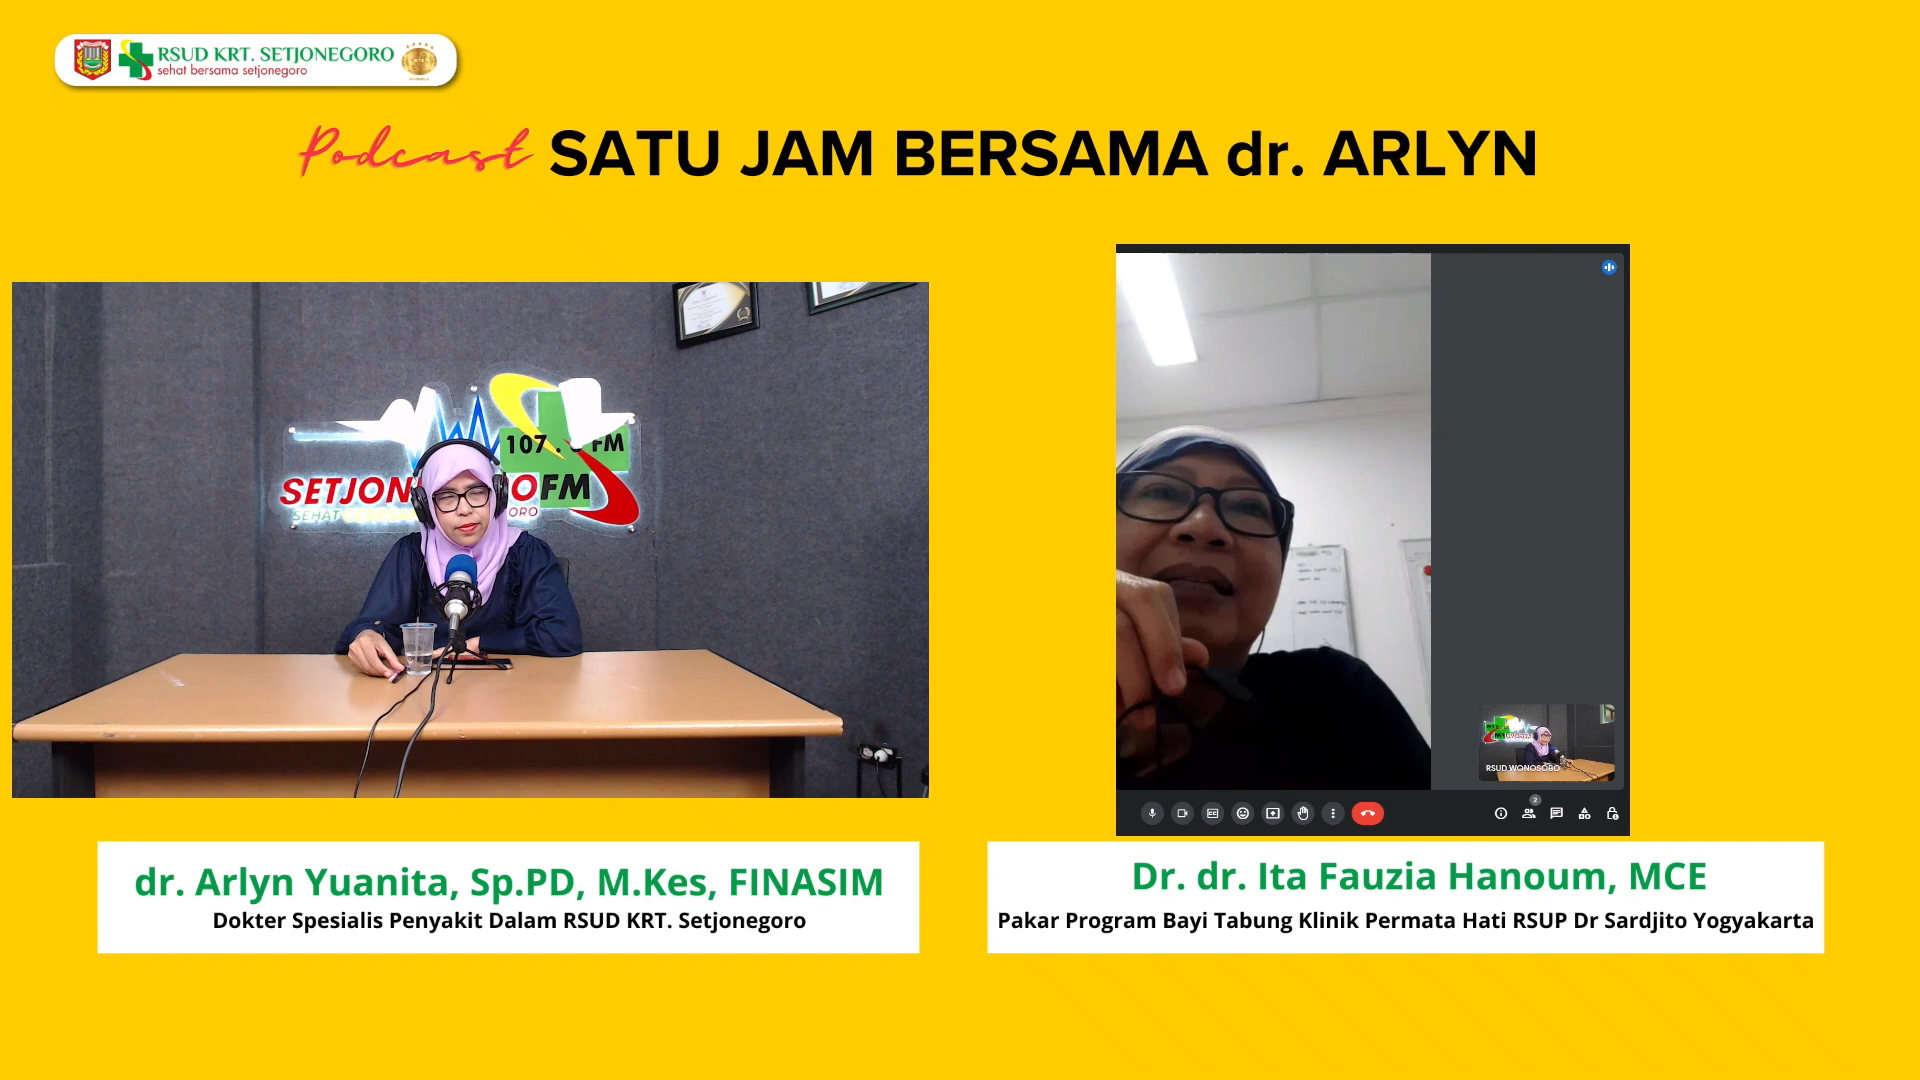 RSUD KRT. SETJONEGORO
sehat bersama setjonegoro
Podcast SATU JAM BERSAMA dr. ARLYN
107 . FM
SETJON OFM
SEHAT ORO
RSUD WONOSOBO
2
dr. Arlyn Yuanita, Sp.PD, M.Kes, FINASIM
Dokter Spesialis Penyakit Dalam RSUD KRT. Setjonegoro
Dr. dr. Ita Fauzia Hanoum, MCE
Pakar Program Bayi Tabung Klinik Permata Hati RSUP Dr Sardjito Yogyakarta